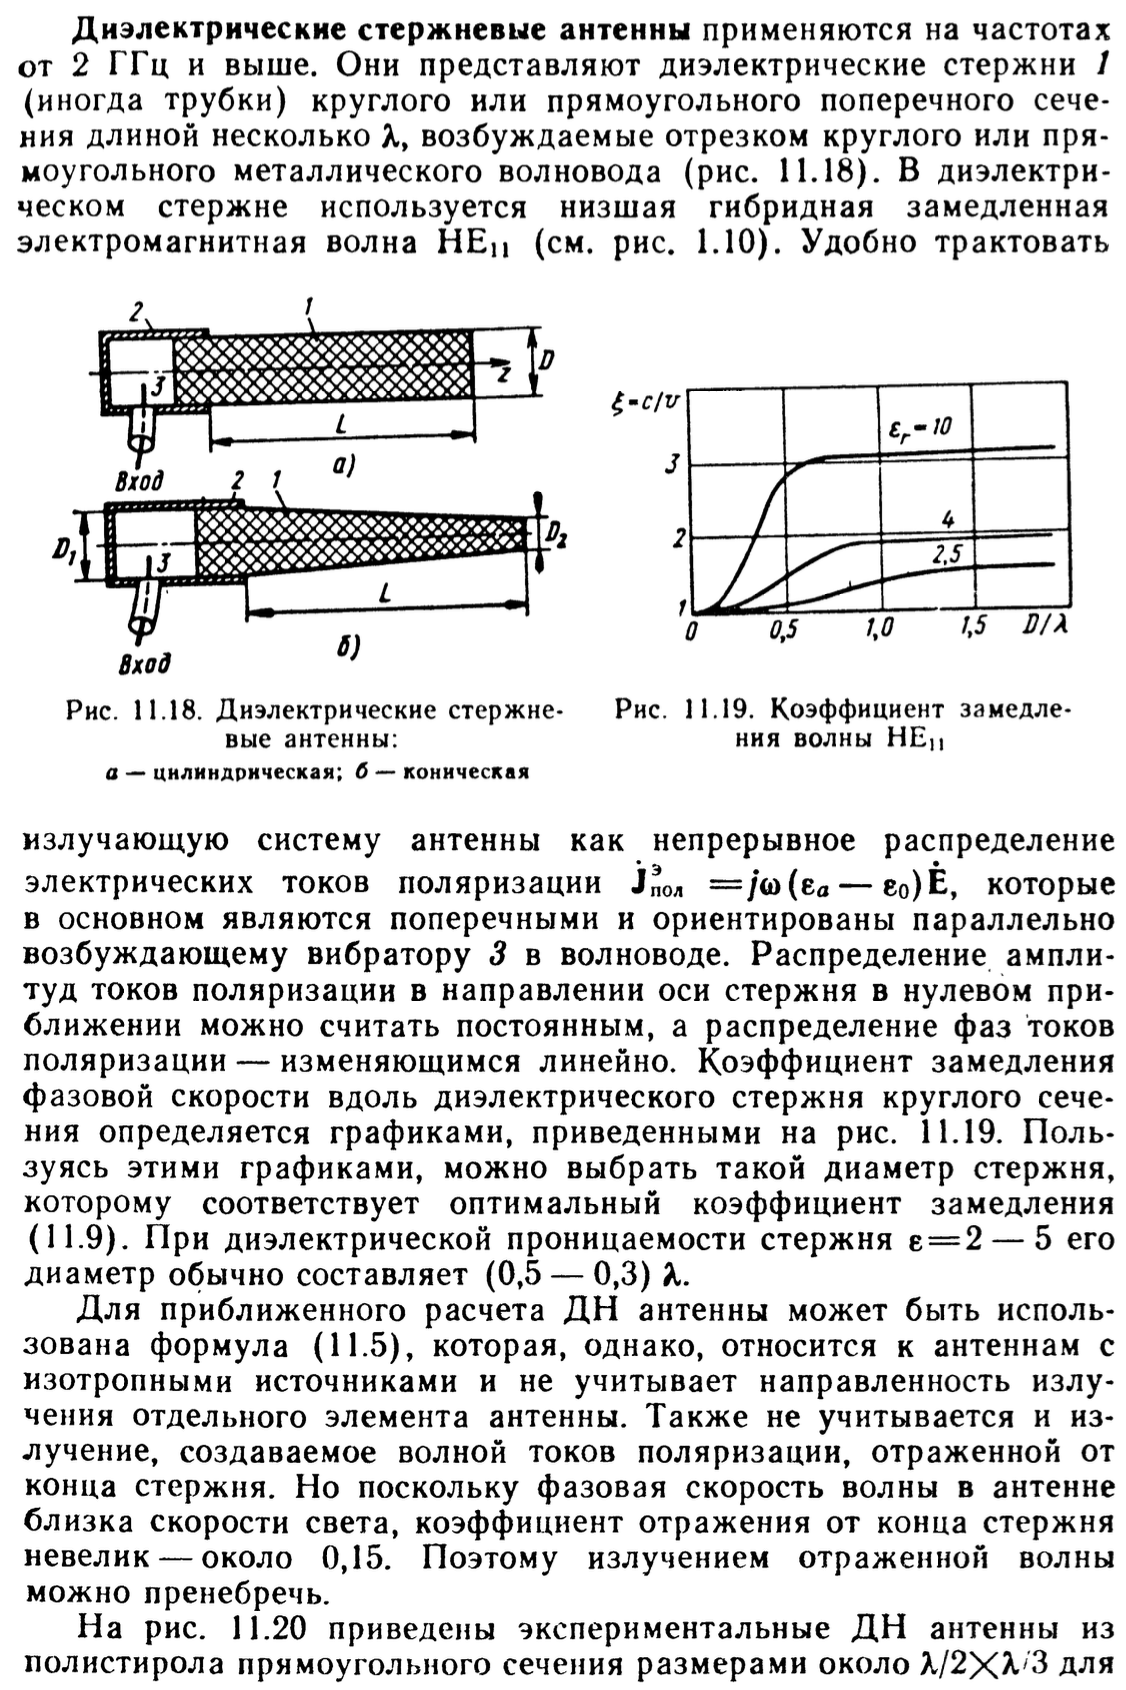 Диэлектрические стержневые антенны применяются на частотах
от 2 ГГц и выше. Они представляют диэлектрические стержни 1
(иногда трубки) круглого или прямоугольного поперечного сече-
ния длиной несколько λ, возбуждаемые отрезком круглого или пря-
моугольного металлического волновода (рис. 11.18). В диэлектри-
ческом стержне используется низшая гибридная замедленная
электромагнитная волна HE₁₁ (см. рис. 1.10). Удобно трактовать
2 1
3
z
D
L
Вход
а)
2 1
D₁
3
D₂
L
Вход
б)
ξ=c/v
εᵣ=10
3
4
2
2,5
1
0 0,5 1,0 1,5 D/λ
Рис. 11.18. Диэлектрические стержне-
вые антенны:
а — цилиндрическая; б — коническая
Рис. 11.19. Коэффициент замедле-
ния волны HE₁₁
излучающую систему антенны как непрерывное распределение
электрических токов поляризации J̇ᵉпол = jω(εа — ε₀)Ė, которые
в основном являются поперечными и ориентированы параллельно
возбуждающему вибратору 3 в волноводе. Распределение ампли-
туд токов поляризации в направлении оси стержня в нулевом при-
ближении можно считать постоянным, а распределение фаз токов
поляризации — изменяющимся линейно. Коэффициент замедления
фазовой скорости вдоль диэлектрического стержня круглого сече-
ния определяется графиками, приведенными на рис. 11.19. Поль-
зуясь этими графиками, можно выбрать такой диаметр стержня,
которому соответствует оптимальный коэффициент замедления
(11.9). При диэлектрической проницаемости стержня ε=2 — 5 его
диаметр обычно составляет (0,5 — 0,3) λ.
Для приближенного расчета ДН антенны может быть исполь-
зована формула (11.5), которая, однако, относится к антеннам с
изотропными источниками и не учитывает направленность излу-
чения отдельного элемента антенны. Также не учитывается и из-
лучение, создаваемое волной токов поляризации, отраженной от
конца стержня. Но поскольку фазовая скорость волны в антенне
близка скорости света, коэффициент отражения от конца стержня
невелик — около 0,15. Поэтому излучением отраженной волны
можно пренебречь.
На рис. 11.20 приведены экспериментальные ДН антенны из
полистирола прямоугольного сечения размерами около λ/2×λ/3 для